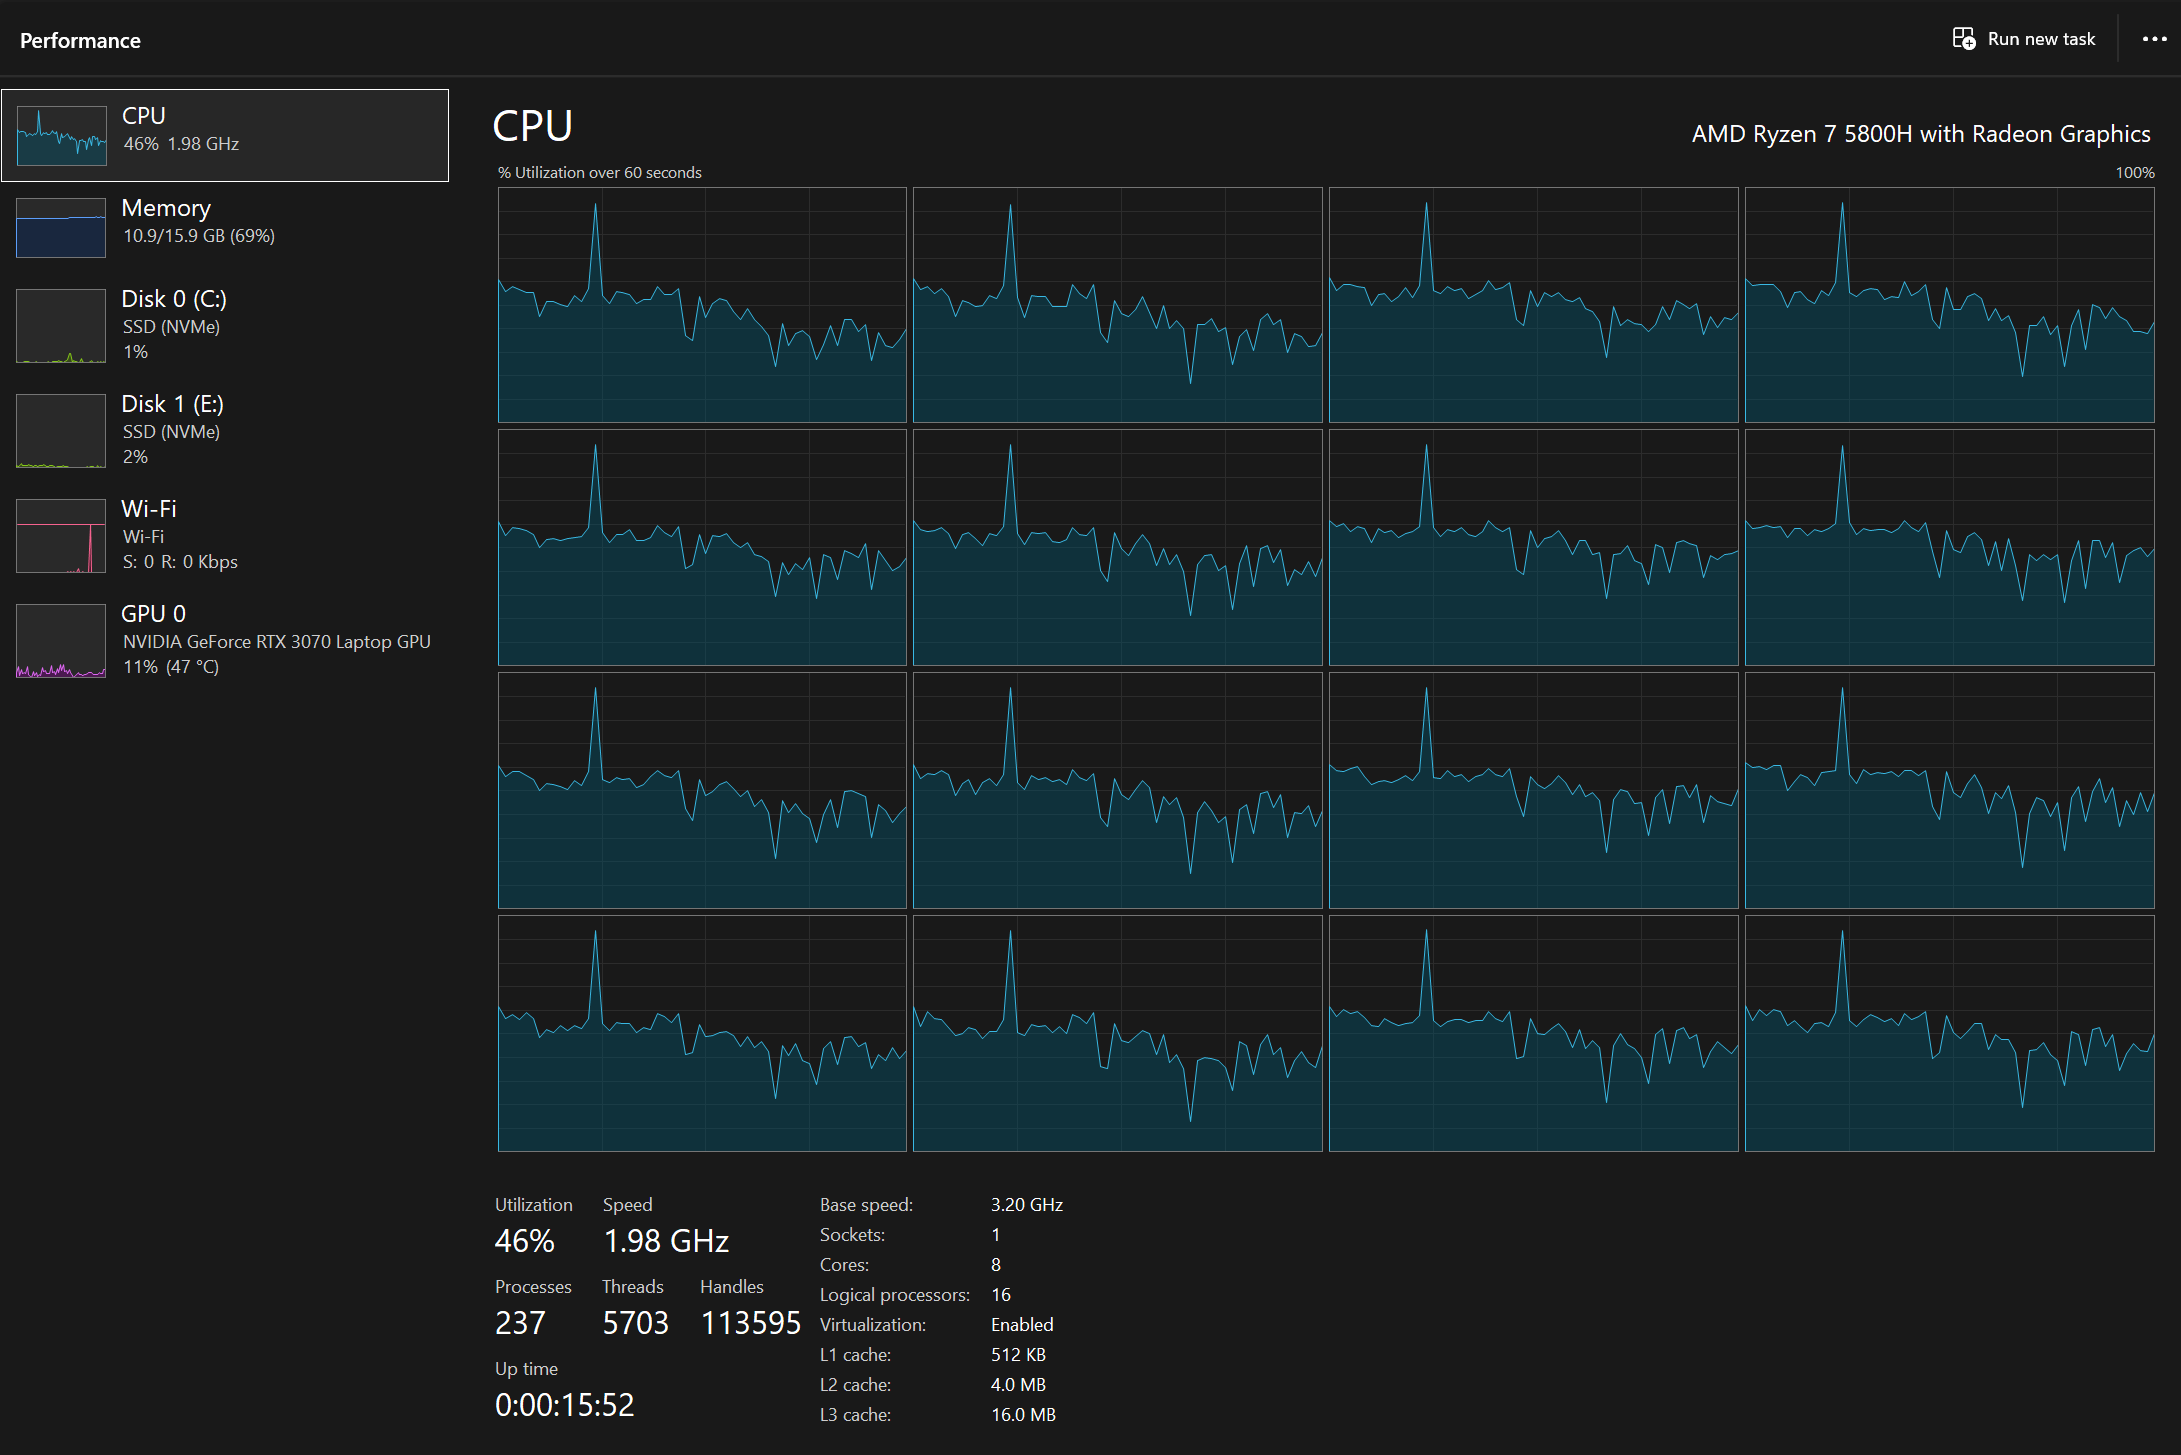 Performance
Run new task
CPU
46% 1.98 GHz
Memory
10.9/15.9 GB (69%)
Disk 0 (C:)
SSD (NVMe)
1%
Disk 1 (E:)
SSD (NVMe)
2%
Wi-Fi
Wi-Fi
S: 0 R: 0 Kbps
GPU 0
NVIDIA GeForce RTX 3070 Laptop GPU
11% (47 °C)
CPU
AMD Ryzen 7 5800H with Radeon Graphics
% Utilization over 60 seconds
100%
Utilization Speed
46% 1.98 GHz
Processes Threads Handles
237 5703 113595
Up time
0:00:15:52
Base speed: 3.20 GHz
Sockets: 1
Cores: 8
Logical processors: 16
Virtualization: Enabled
L1 cache: 512 KB
L2 cache: 4.0 MB
L3 cache: 16.0 MB